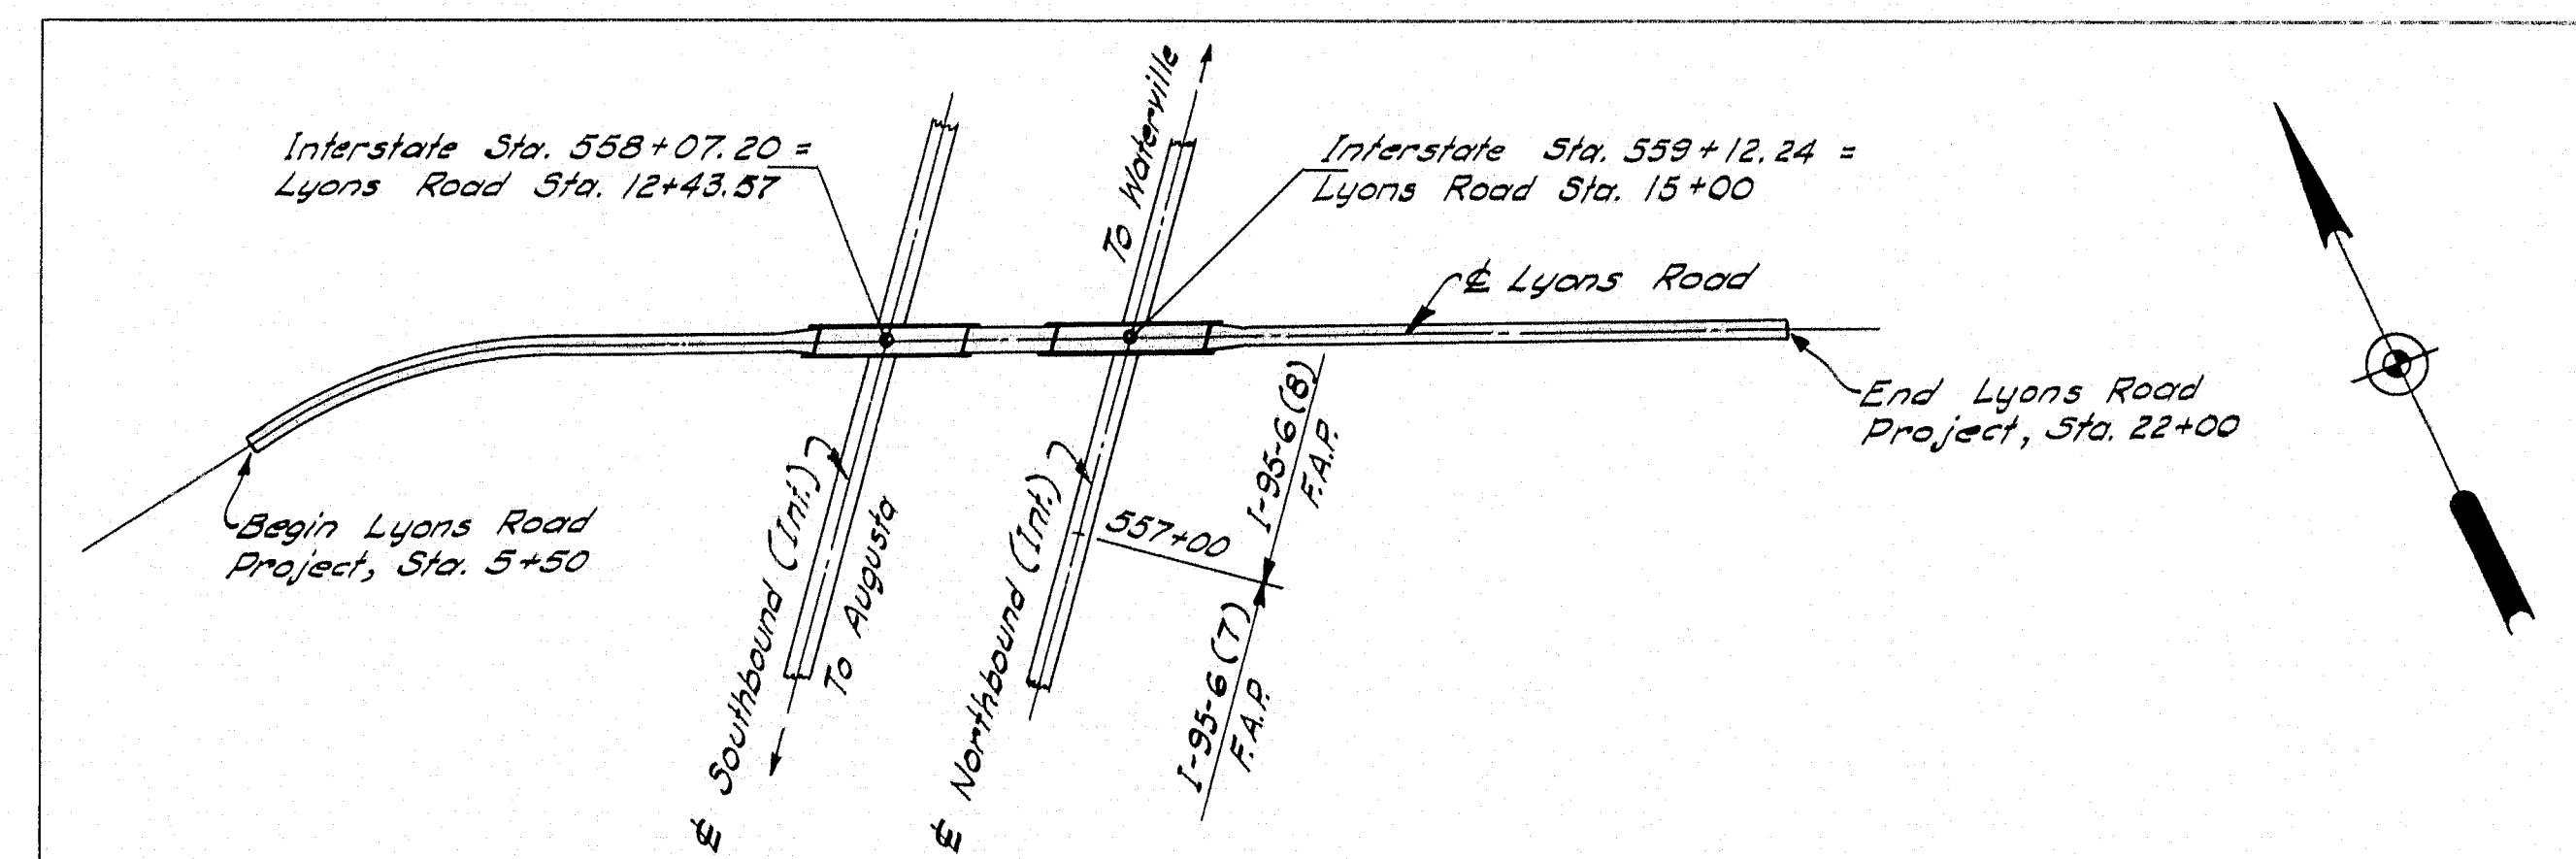 Interstate Sta. 558+07.20 =
Lyons Road Sta. 12+43.57
To Waterville
Interstate Sta. 559+12.24 =
Lyons Road Sta. 15+00
℄ Lyons Road
End Lyons Road
Project, Sta. 22+00
Begin Lyons Road
Project, Sta. 5+50
℄ Southbound (Int.)
To Augusta
℄ Northbound (Int.)
557+00
I-95-6(8)
F.A.P.
I-95-6(7)
F.A.P.